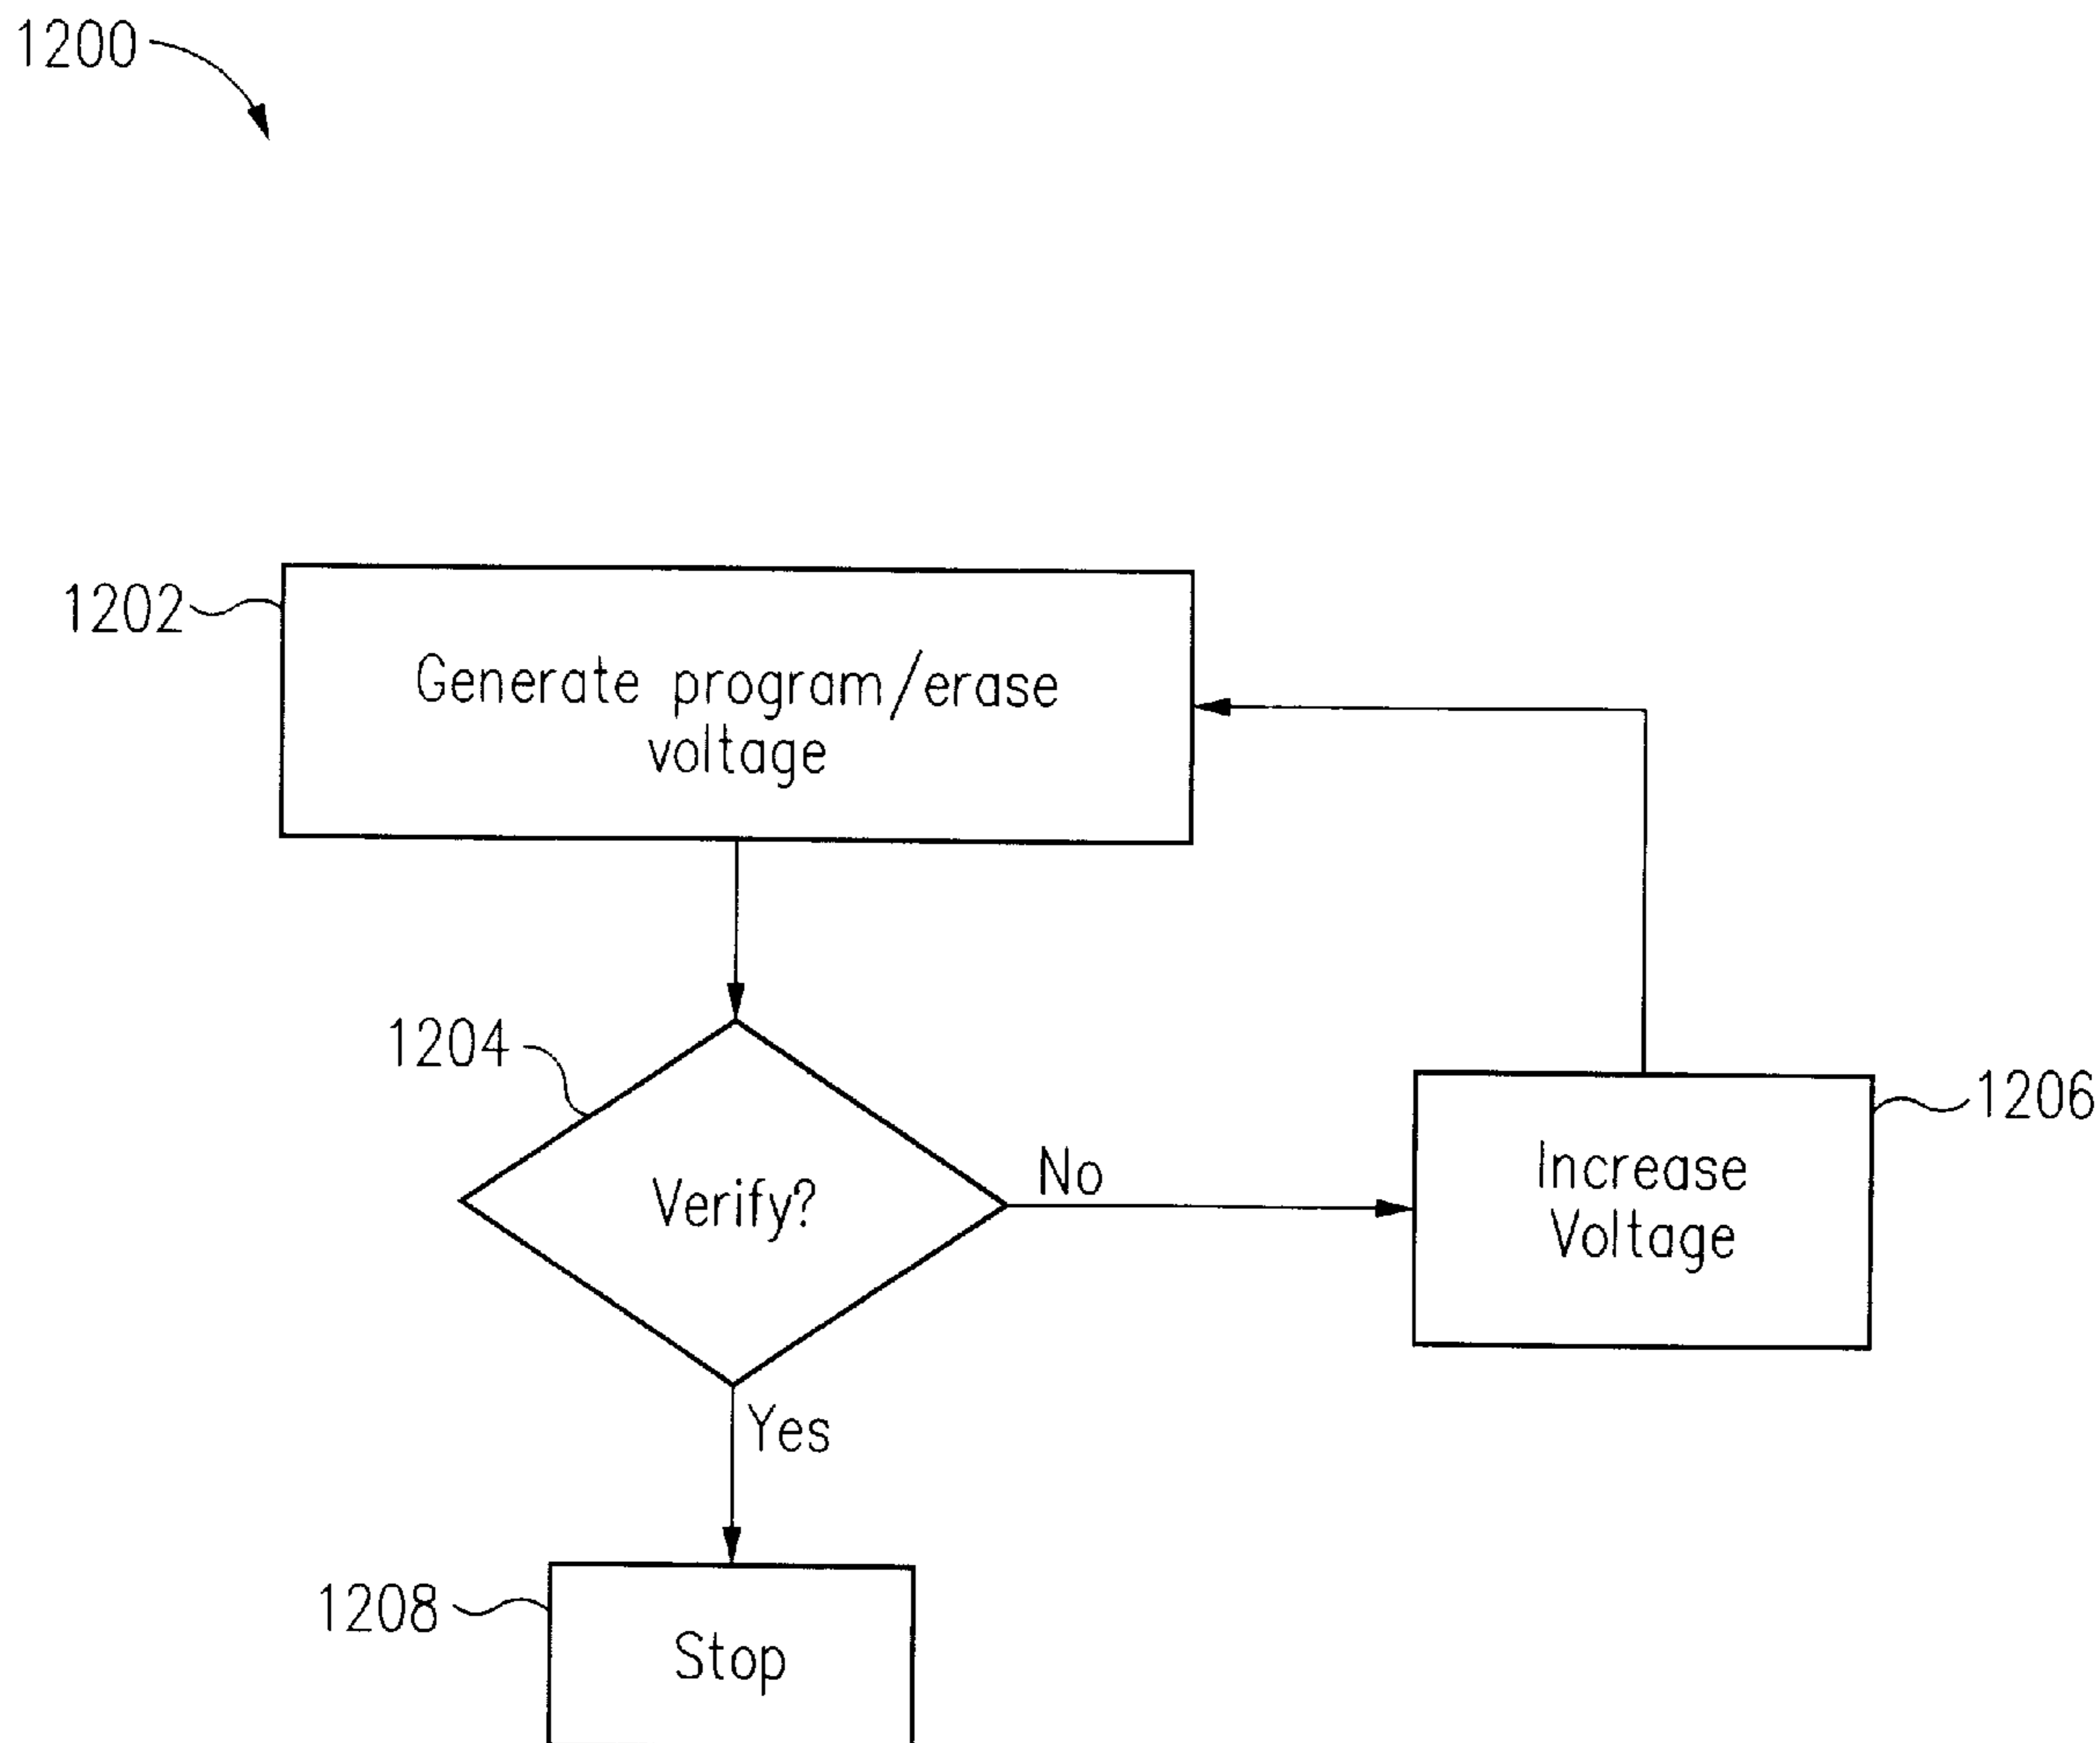 1200
1202
Generate program/erase
voltage
1204
Verify?
No
1206
Increase
Voltage
Yes
1208
Stop